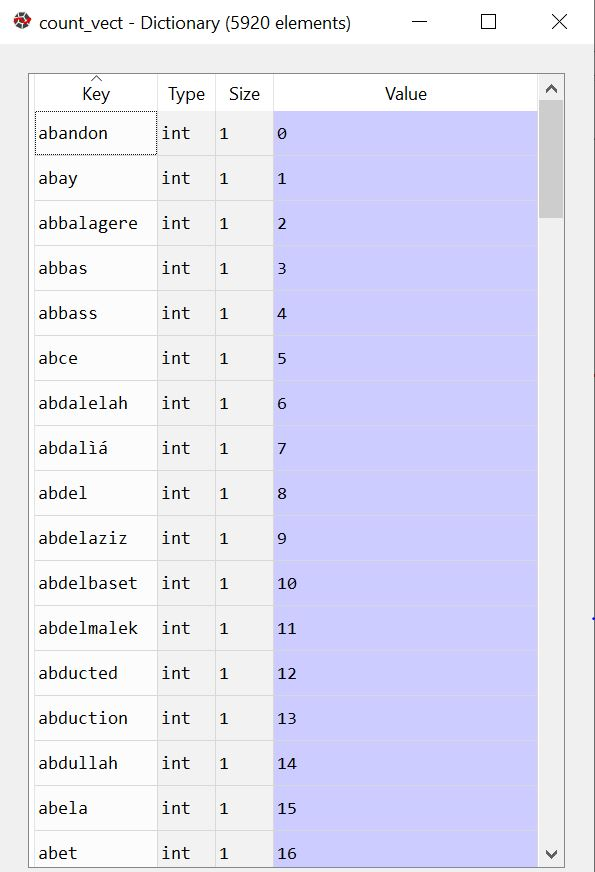 count_vect - Dictionary (5920 elements)
Key Type Size Value
abandon int 1 0
abay int 1 1
abbalagere int 1 2
abbas int 1 3
abbass int 1 4
abce int 1 5
abdalelah int 1 6
abdalìá int 1 7
abdel int 1 8
abdelaziz int 1 9
abdelbaset int 1 10
abdelmalek int 1 11
abducted int 1 12
abduction int 1 13
abdullah int 1 14
abela int 1 15
abet int 1 16